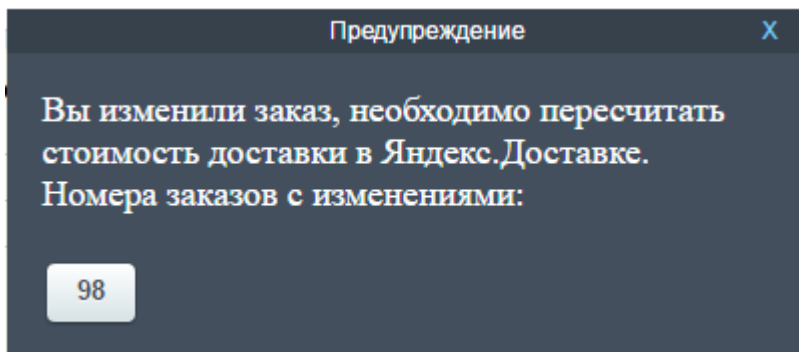 Предупреждение X
Вы изменили заказ, необходимо пересчитать
стоимость доставки в Яндекс.Доставке.
Номера заказов с изменениями:
98